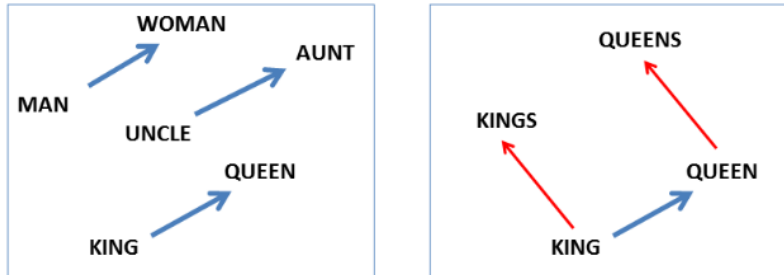 WOMAN
AUNT
MAN
UNCLE
QUEEN
KING
QUEENS
KINGS
QUEEN
KING